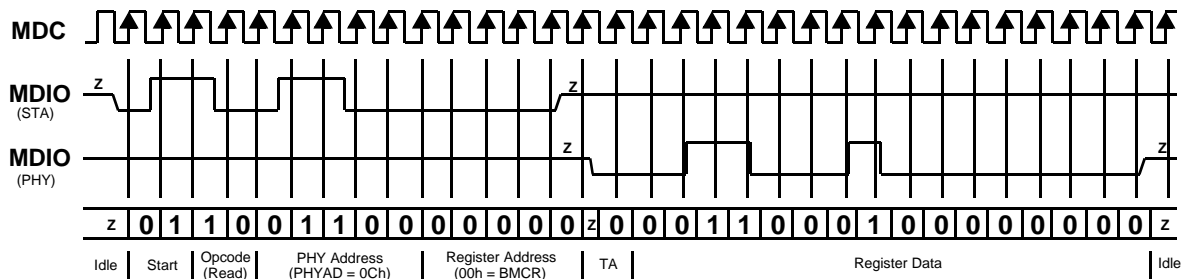 MDC
z
z
MDIO
(STA)
MDIO
(PHY)
z
z
z 0 1 1 0 0 1 1 0 0 0 0 0 0 0 z 0 0 0 1 1 0 0 0 1 0 0 0 0 0 0 0 0 z
Idle Start Opcode (Read) PHY Address (PHYAD = 0Ch) Register Address (00h = BMCR) TA Register Data Idle